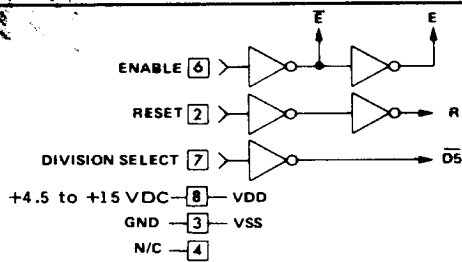 E̅ E
ENABLE 6
RESET 2 R
DIVISION SELECT 7 D̅5̅
+4.5 to +15 VDC 8 VDD
GND 3 VSS
N/C 4